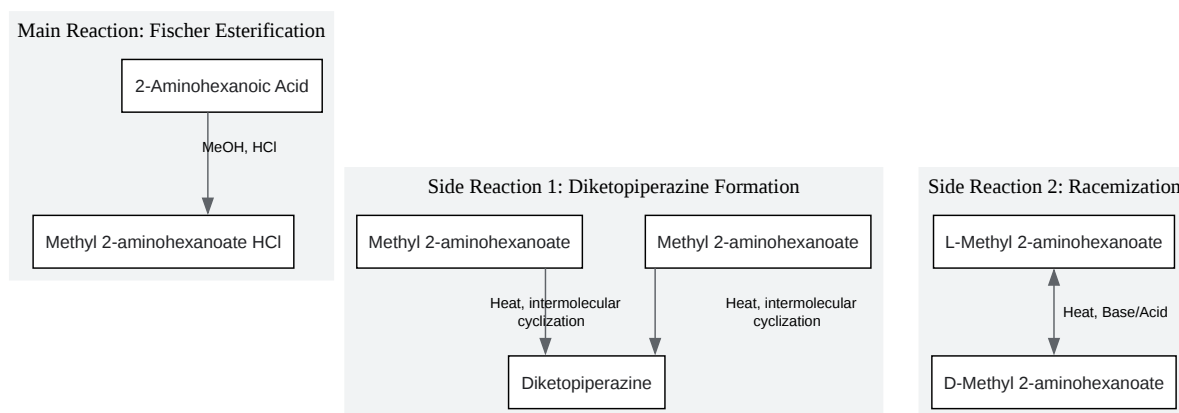 Main Reaction: Fischer Esterification
2-Aminohexanoic Acid
MeOH, HCl
Methyl 2-aminohexanoate HCl
Side Reaction 1: Diketopiperazine Formation
Methyl 2-aminohexanoate
Methyl 2-aminohexanoate
Heat, intermolecular
cyclization
Heat, intermolecular
cyclization
Diketopiperazine
Side Reaction 2: Racemization
L-Methyl 2-aminohexanoate
Heat, Base/Acid
D-Methyl 2-aminohexanoate